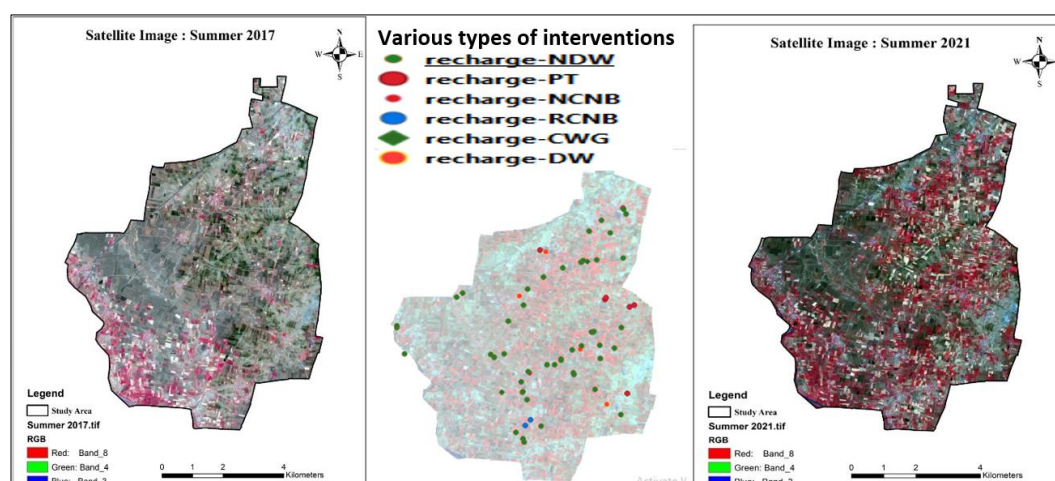 Satellite Image : Summer 2017
N
W E
S
Legend
Study Area
Summer 2017.tif
RGB
Red: Band_8
Green: Band_4
0 1 2 4
Kilometers
Various types of interventions
recharge-NDW
recharge-PT
recharge-NCNB
recharge-RCNB
recharge-CWG
recharge-DW
Satellite Image : Summer 2021
N
W E
S
Legend
Study Area
Summer 2021.tif
RGB
Red: Band_8
Green: Band_4
0 1 2 4
Kilometers